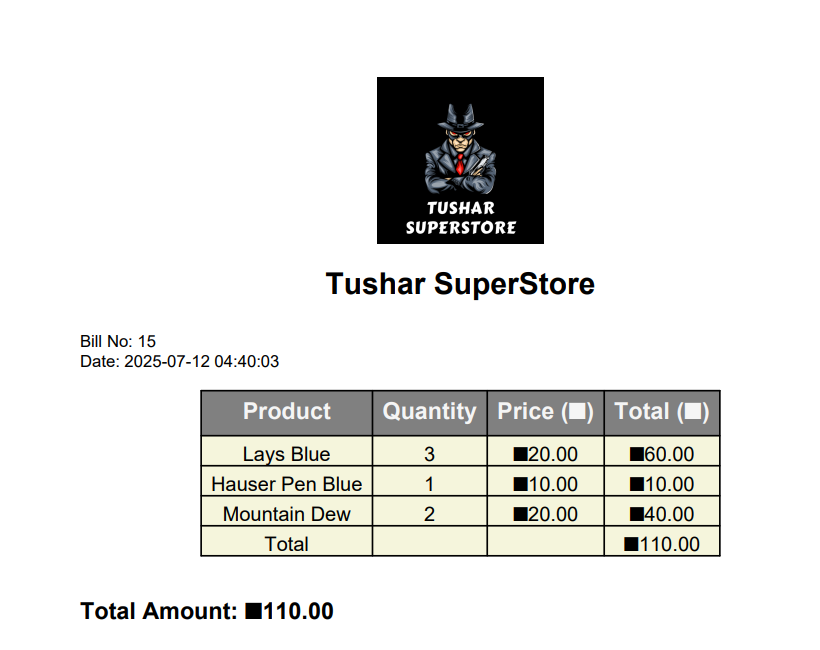 TUSHAR
SUPERSTORE
Tushar SuperStore
Bill No: 15
Date: 2025-07-12 04:40:03
Product Quantity Price (■) Total (■)
Lays Blue 3 ■20.00 ■60.00
Hauser Pen Blue 1 ■10.00 ■10.00
Mountain Dew 2 ■20.00 ■40.00
Total ■110.00
Total Amount: ■110.00